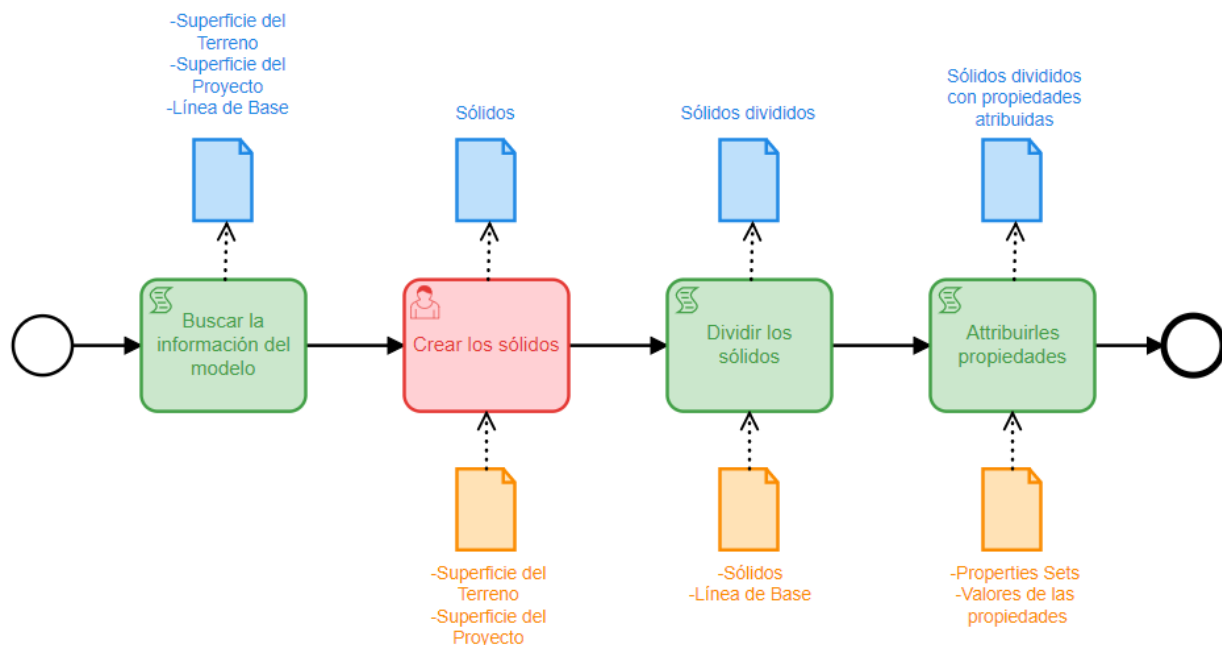 -Superficie del
Terreno
-Superficie del
Proyecto
-Línea de Base
Sólidos
Sólidos divididos
Sólidos divididos
con propiedades
atribuidas
Buscar la
información del
modelo
Crear los sólidos
Dividir los
sólidos
Attribuirles
propiedades
-Superficie del
Terreno
-Superficie del
Proyecto
-Sólidos
-Línea de Base
-Properties Sets
-Valores de las
propiedades